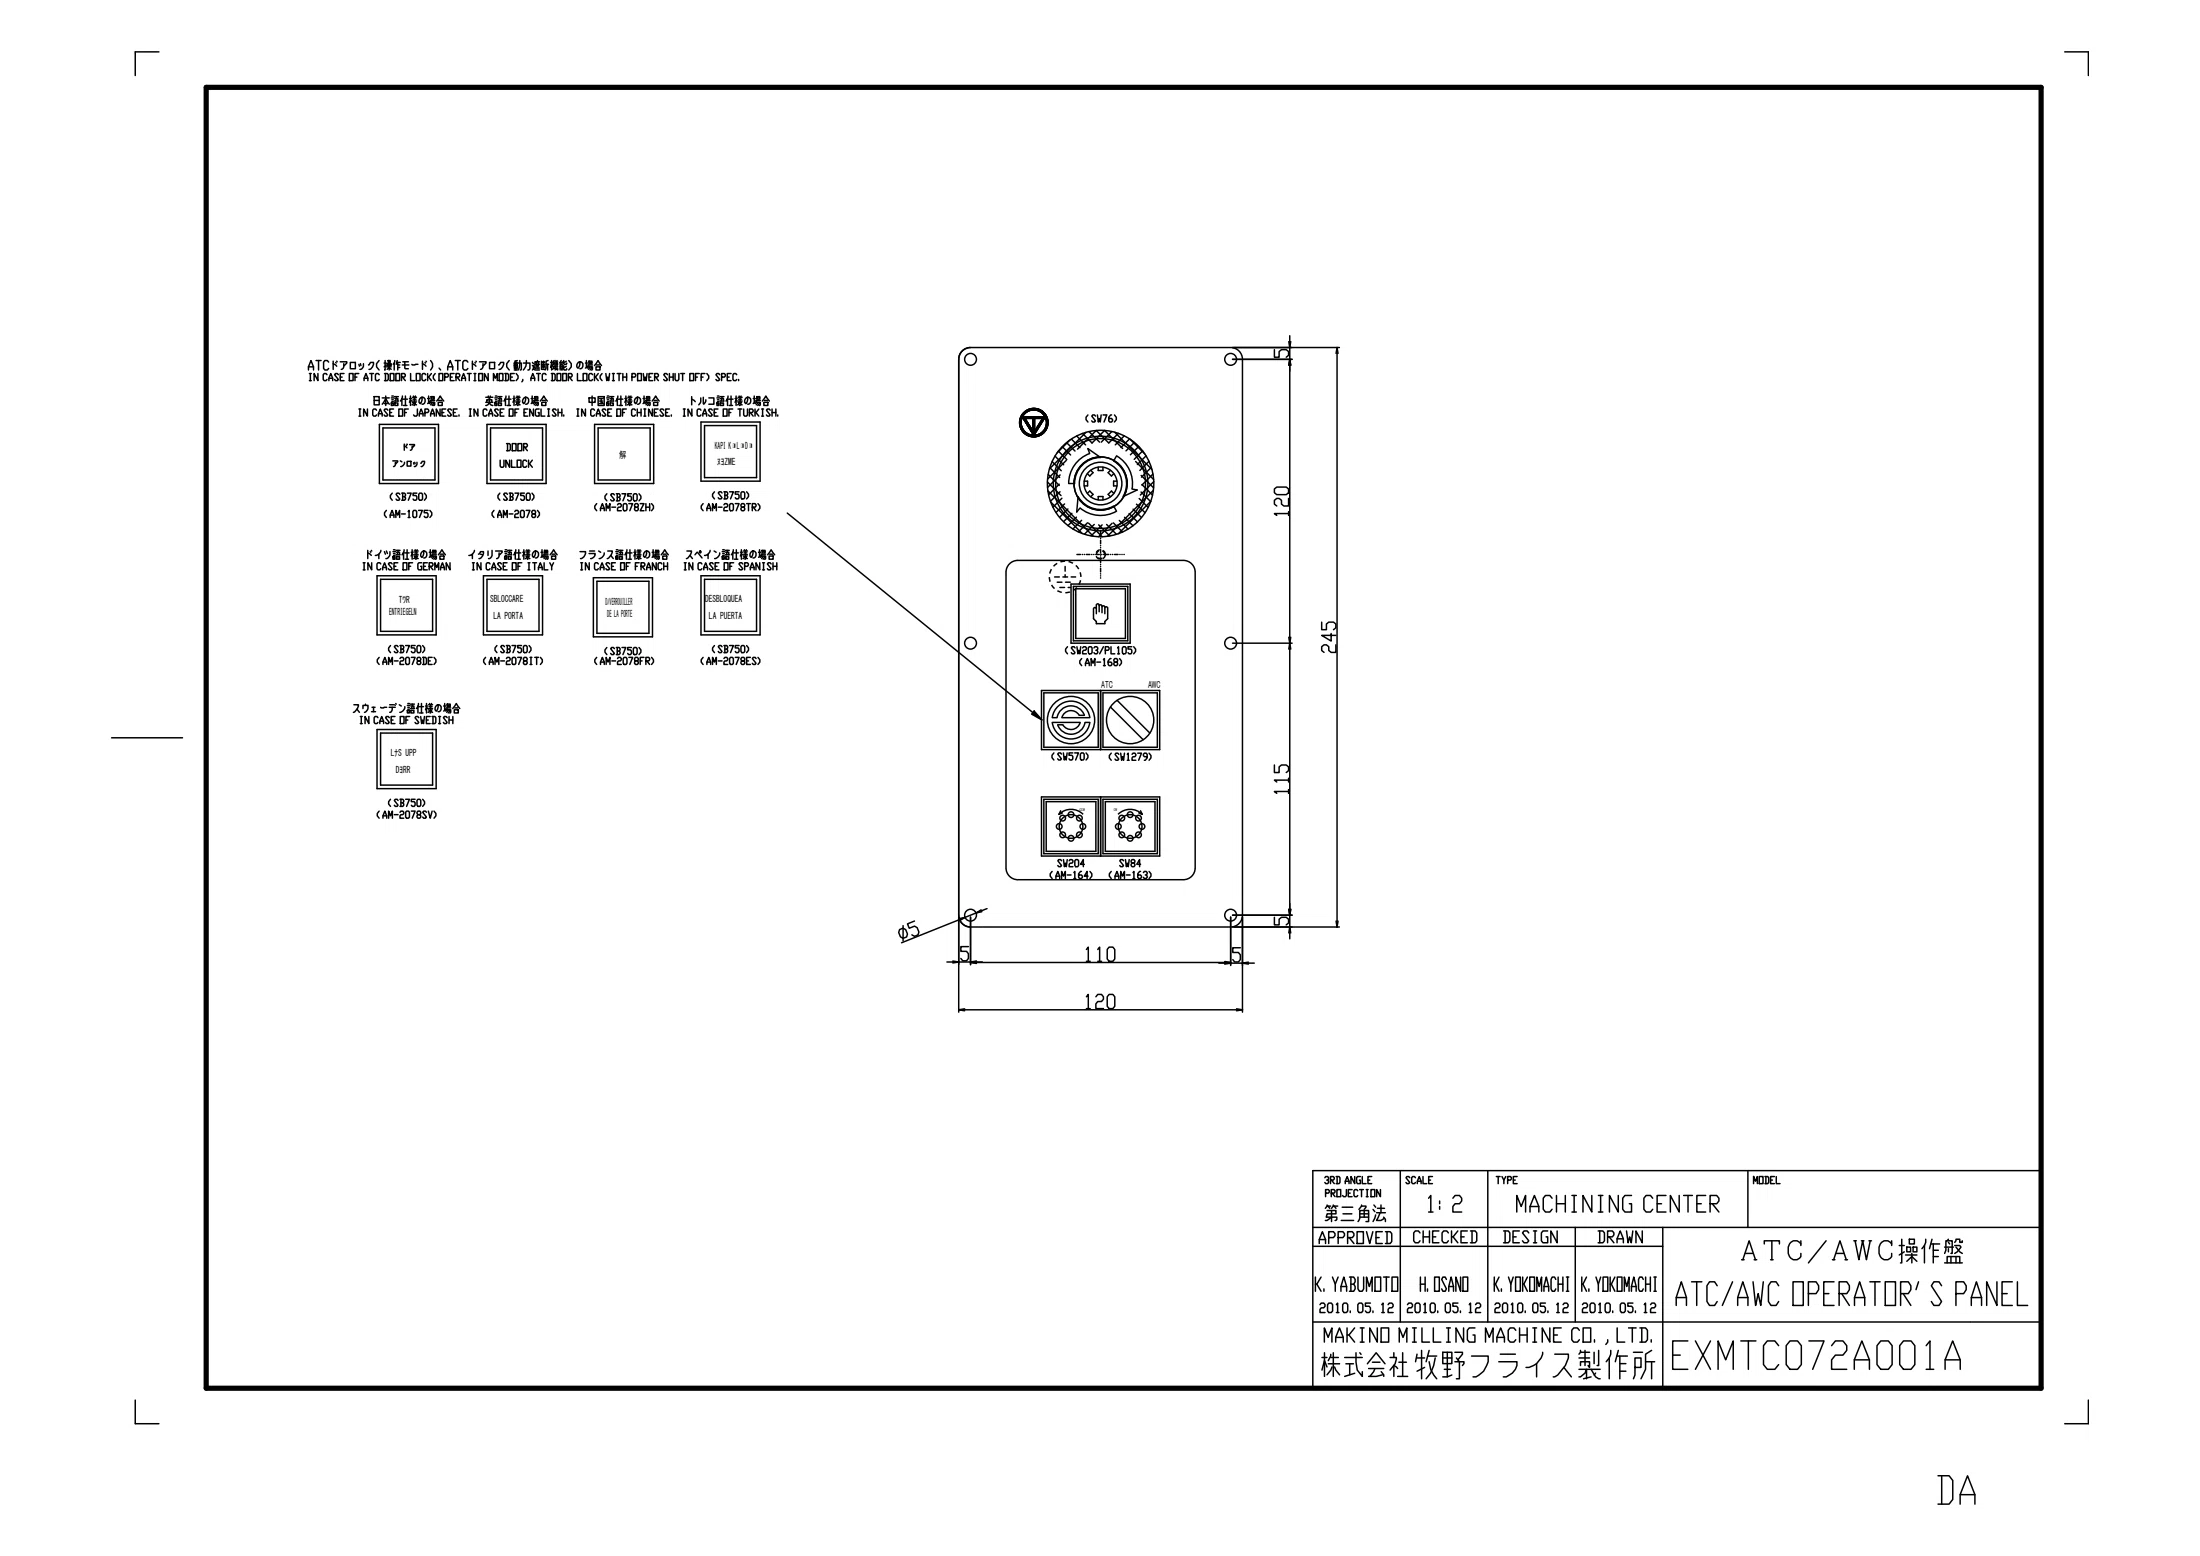 ATCドアロック(操作モード)、ATCドアロク(動力遮断機能)の場合
IN CASE OF ATC DOOR LOCK(OPERATION MODE), ATC DOOR LOCK(WITH POWER SHUT OFF) SPEC.
日本語仕様の場合
IN CASE OF JAPANESE.
ドア
アンロック
(SB750)
(AM-1075)
英語仕様の場合
IN CASE OF ENGLISH.
DOOR
UNLOCK
(SB750)
(AM-2078)
中国語仕様の場合
IN CASE OF CHINESE.
解
(SB750)
(AM-2078ZH)
トルコ語仕様の場合
IN CASE OF TURKISH.
KAPI
(SB750)
(AM-2078TR)
ドイツ語仕様の場合
IN CASE OF GERMAN
ENTRIEGELN
(SB750)
(AM-2078DE)
イタリア語仕様の場合
IN CASE OF ITALY
SBLOCCARE
LA PORTA
(SB750)
(AM-2078IT)
フランス語仕様の場合
IN CASE OF FRANCH
DE LA PORTE
(SB750)
(AM-2078FR)
スペイン語仕様の場合
IN CASE OF SPANISH
DESBLOQUEA
LA PUERTA
(SB750)
(AM-2078ES)
スウェーデン語仕様の場合
IN CASE OF SWEDISH
UPP
(SB750)
(AM-2078SV)
(SW76)
(SW203/PL105)
(AM-168)
ATC
AWC
(SW570)
(SW1279)
SW204
(AM-164)
SW84
(AM-163)
5
120
245
115
5
φ5
5
110
5
120
3RD ANGLE
PROJECTION
第三角法
SCALE
1:2
TYPE
MACHINING CENTER
MODEL
APPROVED
CHECKED
DESIGN
DRAWN
K. YABUMOTO
2010. 05. 12
H. OSANO
2010. 05. 12
K. YOKOMACHI
2010. 05. 12
K. YOKOMACHI
2010. 05. 12
ATC/AWC操作盤
ATC/AWC OPERATOR'S PANEL
MAKINO MILLING MACHINE CO.,LTD.
株式会社牧野フライス製作所
EXMTC072A001A
DA